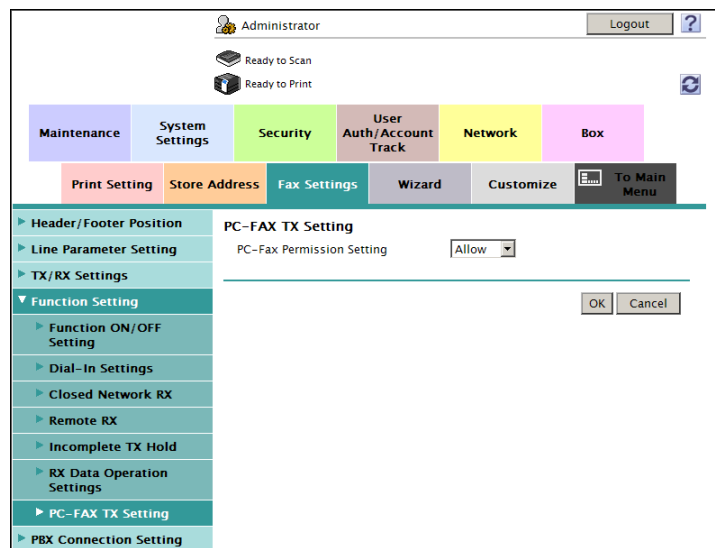 Administrator
Logout
?
Ready to Scan
Ready to Print
Maintenance
System
Settings
Security
User
Auth/Account
Track
Network
Box
Print Setting
Store Address
Fax Settings
Wizard
Customize
To Main
Menu
Header/Footer Position
Line Parameter Setting
TX/RX Settings
Function Setting
Function ON/OFF
Setting
Dial-In Settings
Closed Network RX
Remote RX
Incomplete TX Hold
RX Data Operation
Settings
PC-FAX TX Setting
PBX Connection Setting
PC-FAX TX Setting
PC-Fax Permission Setting
Allow
OK
Cancel